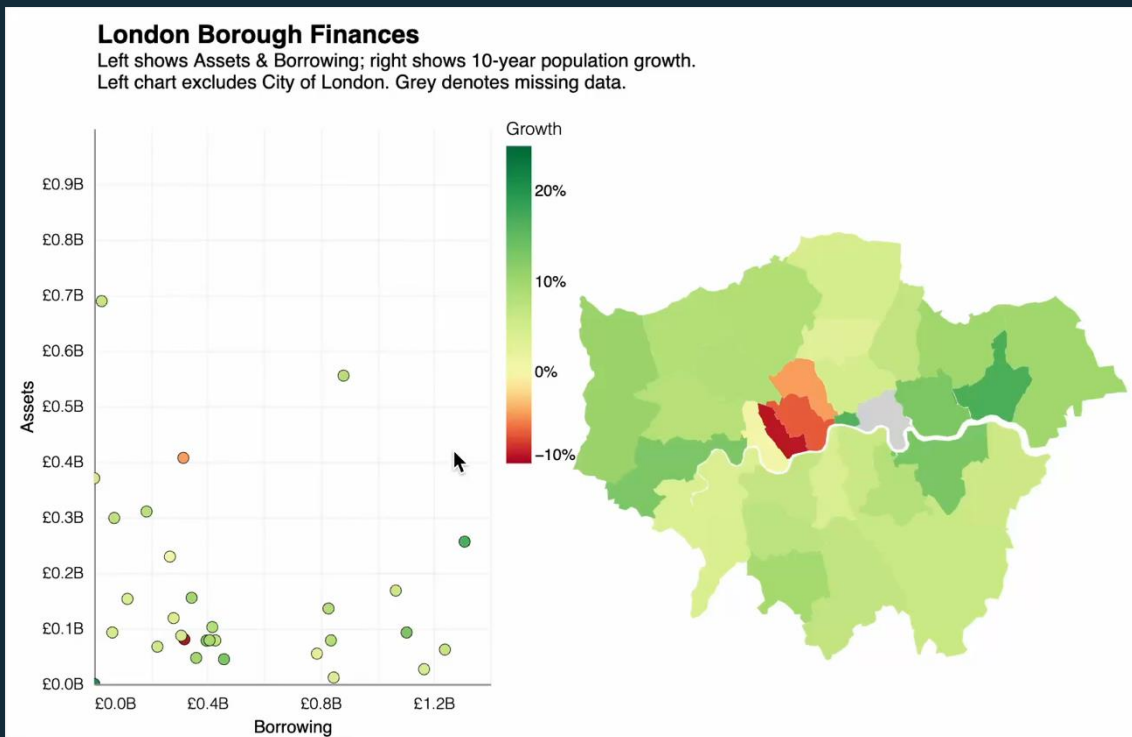 London Borough Finances
Left shows Assets & Borrowing; right shows 10-year population growth.
Left chart excludes City of London. Grey denotes missing data.
Growth
20%
10%
0%
−10%
Assets
£0.9B
£0.8B
£0.7B
£0.6B
£0.5B
£0.4B
£0.3B
£0.2B
£0.1B
£0.0B
£0.0B £0.4B £0.8B £1.2B
Borrowing